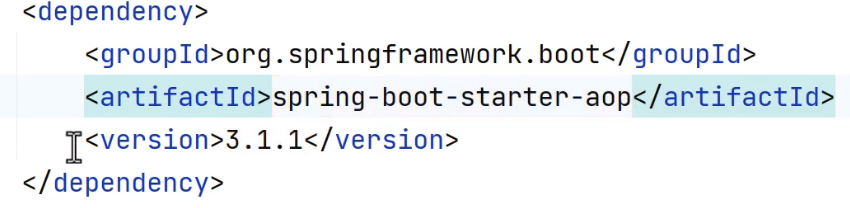 <dependency>
<groupId>org.springframework.boot</groupId>
<artifactId>spring-boot-starter-aop</artifactId>
<version>3.1.1</version>
</dependency>